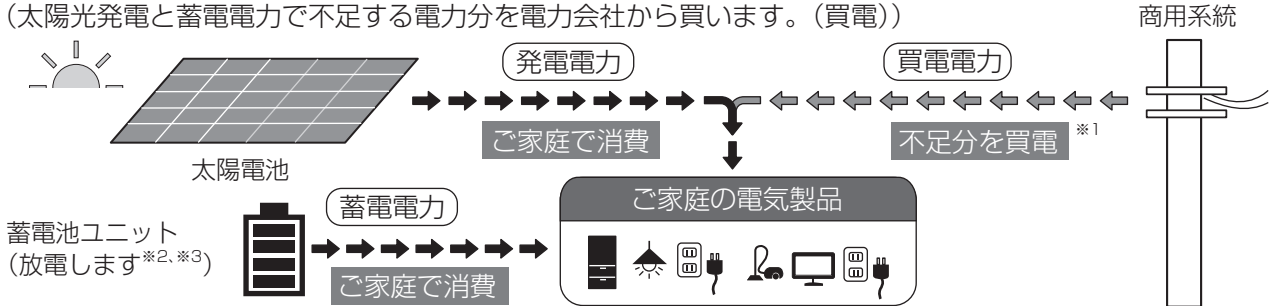 (太陽光発電と蓄電電力で不足する電力分を電力会社から買います。(買電))
商用系統
発電電力
買電電力
ご家庭で消費
不足分を買電 ※1
太陽電池
ご家庭の電気製品
蓄電電力
蓄電池ユニット
(放電します※2、※3)
ご家庭で消費